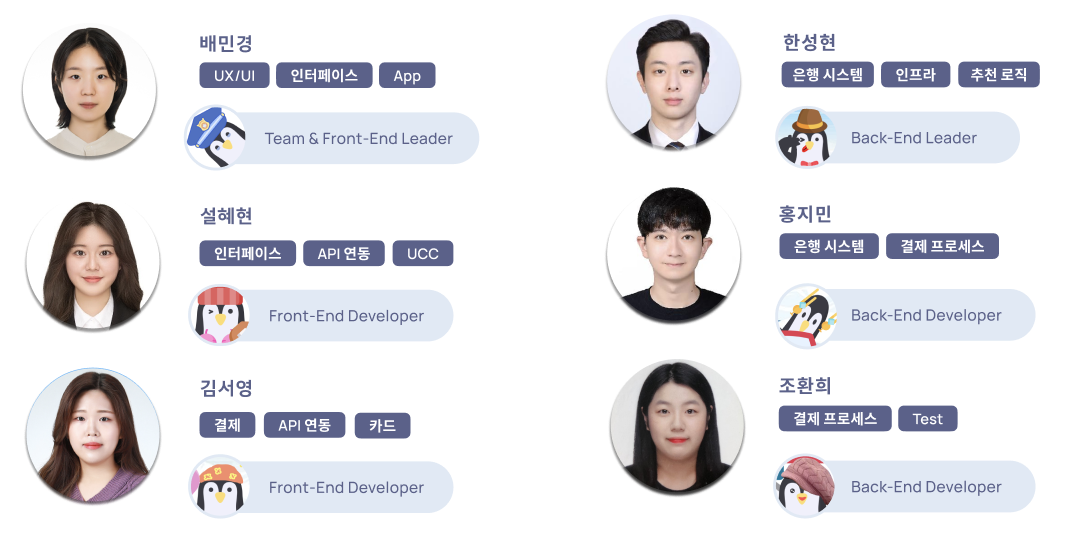 배민경
UX/UI 인터페이스 App
Team & Front-End Leader
설혜현
인터페이스 API 연동 UCC
Front-End Developer
김서영
결제 API 연동 카드
Front-End Developer
한성현
은행 시스템 인프라 추천 로직
Back-End Leader
홍지민
은행 시스템 결제 프로세스
Back-End Developer
조환희
결제 프로세스 Test
Back-End Developer